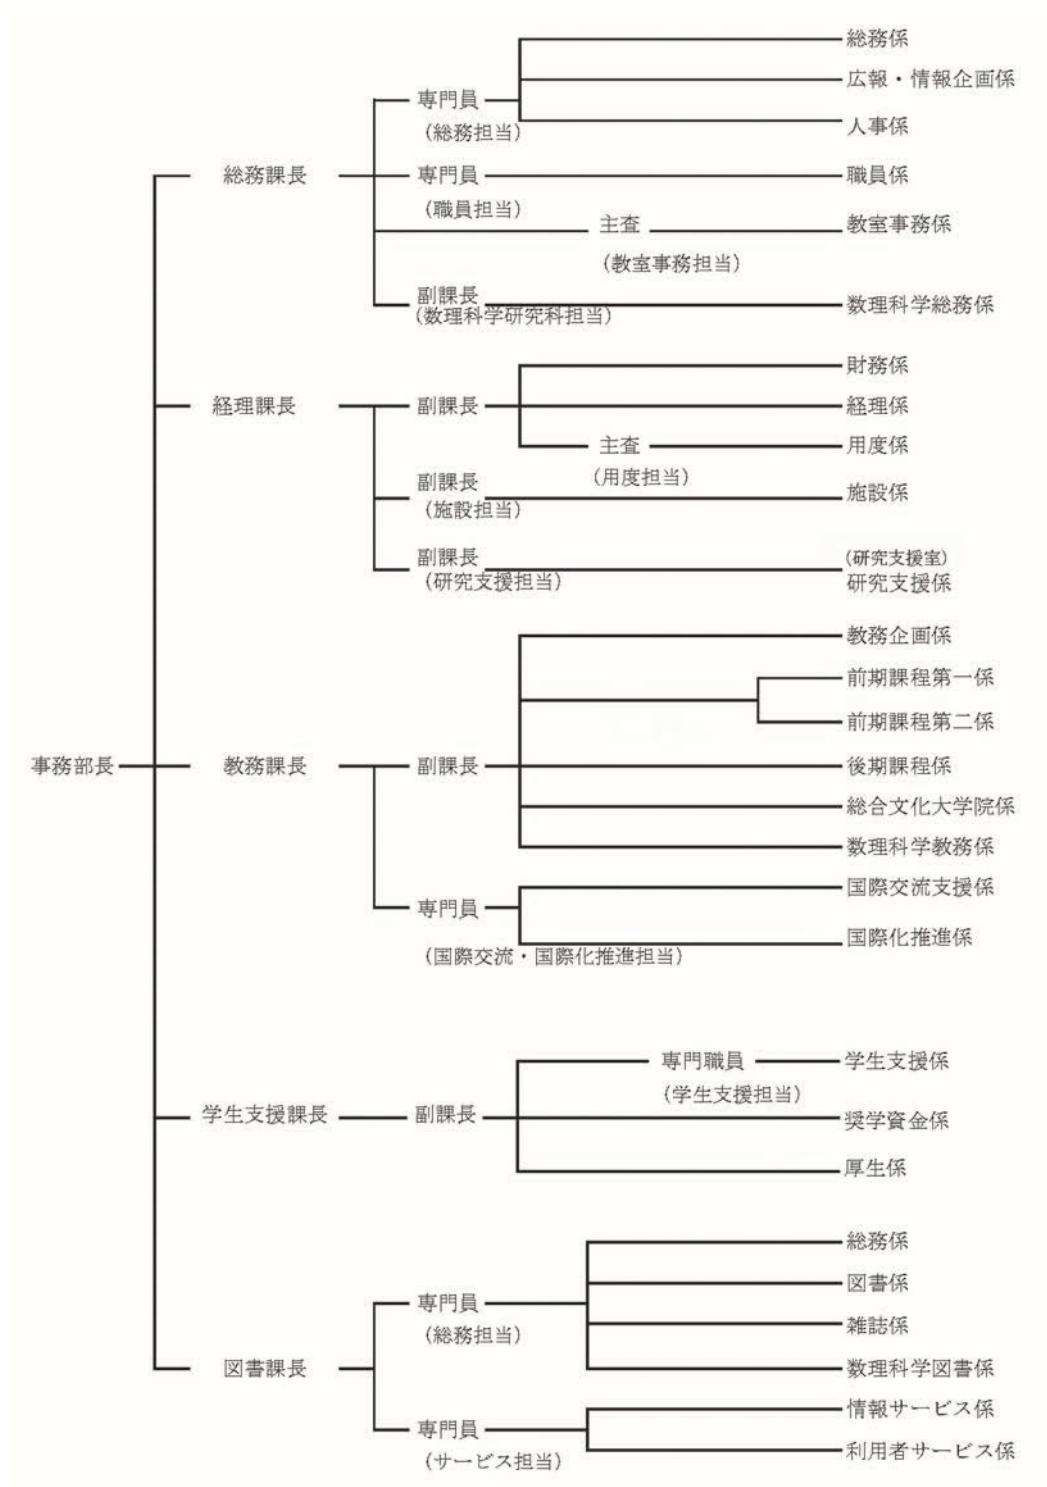 総務係
広報・情報企画係
専門員
(総務担当)
人事係
総務課長
専門員
職員係
(職員担当)
主査
教室事務係
(教室事務担当)
副課長
(数理科学研究科担当)
数理科学総務係
財務係
経理課長
副課長
経理係
主査
用度係
(用度担当)
副課長
(施設担当)
施設係
副課長
(研究支援担当)
(研究支援室)
研究支援係
教務企画係
前期課程第一係
前期課程第二係
事務部長
教務課長
副課長
後期課程係
総合文化大学院係
数理科学教務係
国際交流支援係
専門員
国際化推進係
(国際交流・国際化推進担当)
専門職員
学生支援係
(学生支援担当)
学生支援課長
副課長
奨学資金係
厚生係
総務係
図書係
専門員
(総務担当)
雑誌係
図書課長
数理科学図書係
情報サービス係
専門員
(サービス担当)
利用者サービス係